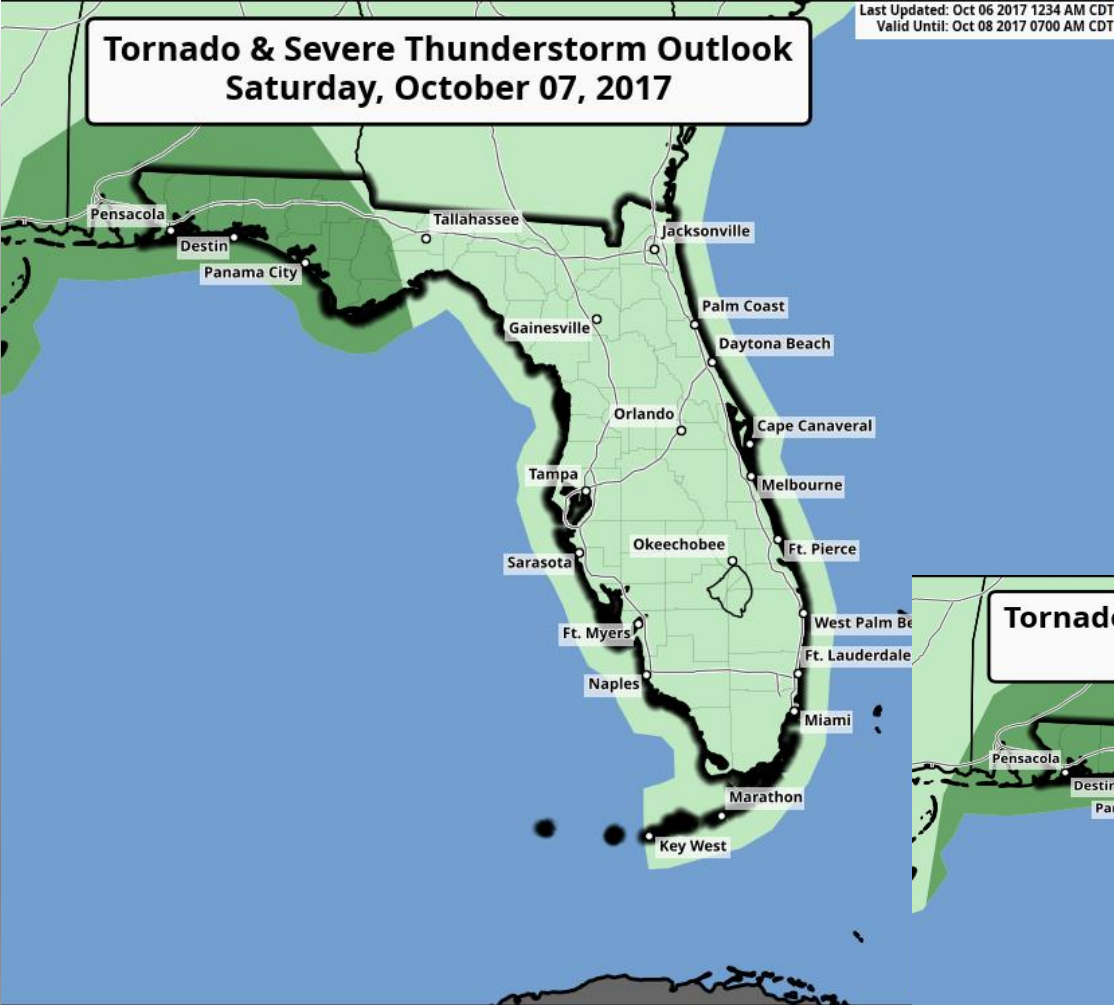 Last Updated: Oct 06 2017 1234 AM CDT
Valid Until: Oct 08 2017 0700 AM CDT
Tornado & Severe Thunderstorm Outlook
Saturday, October 07, 2017
Pensacola
Tallahassee
Jacksonville
Destin
Panama City
Palm Coast
Gainesville
Daytona Beach
Orlando
Cape Canaveral
Tampa
Melbourne
Okeechobee
Ft. Pierce
Sarasota
West Palm Be
Ft. Myers
Ft. Lauderdale
Naples
Miami
Marathon
Key West
Tornado
Pensacola
Destin
Pa